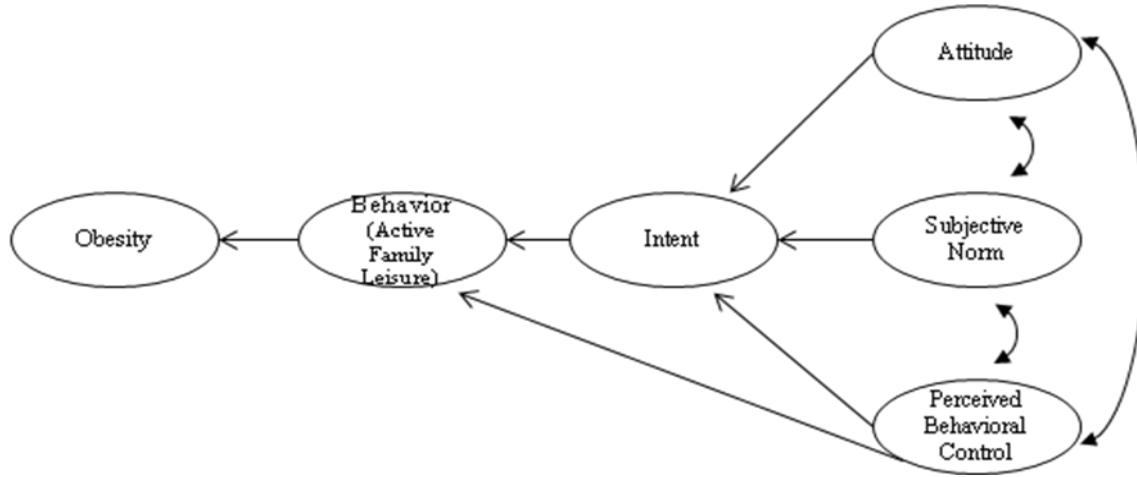 Attitude
Obesity
Behavior
(Active
Family
Leisure)
Intent
Subjective
Norm
Perceived
Behavioral
Control